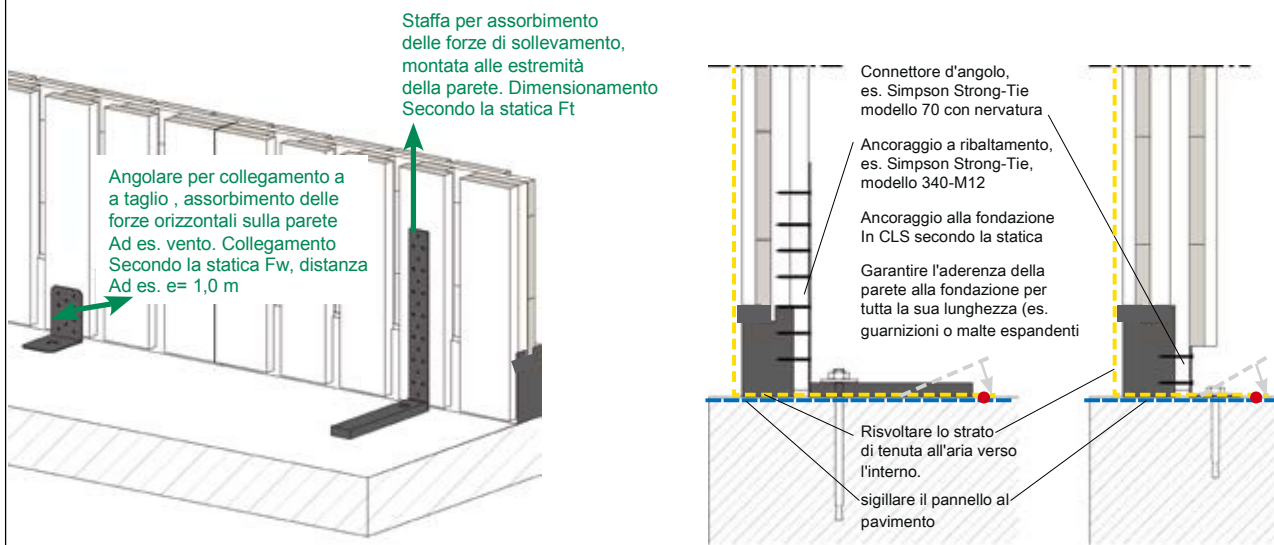 Staffa per assorbimento
delle forze di sollevamento,
montata alle estremità
della parete. Dimensionamento
Secondo la statica Ft
Angolare per collegamento a
a taglio , assorbimento delle
forze orizzontali sulla parete
Ad es. vento. Collegamento
Secondo la statica Fw, distanza
Ad es. e= 1,0 m
Connettore d'angolo,
es. Simpson Strong-Tie
modello 70 con nervatura
Ancoraggio a ribaltamento,
es. Simpson Strong-Tie,
modello 340-M12
Ancoraggio alla fondazione
In CLS secondo la statica
Garantire l'aderenza della
parete alla fondazione per
tutta la sua lunghezza (es.
guarnizioni o malte espandenti
Risvoltare lo strato
di tenuta all'aria verso
l'interno.
sigillare il pannello al
pavimento